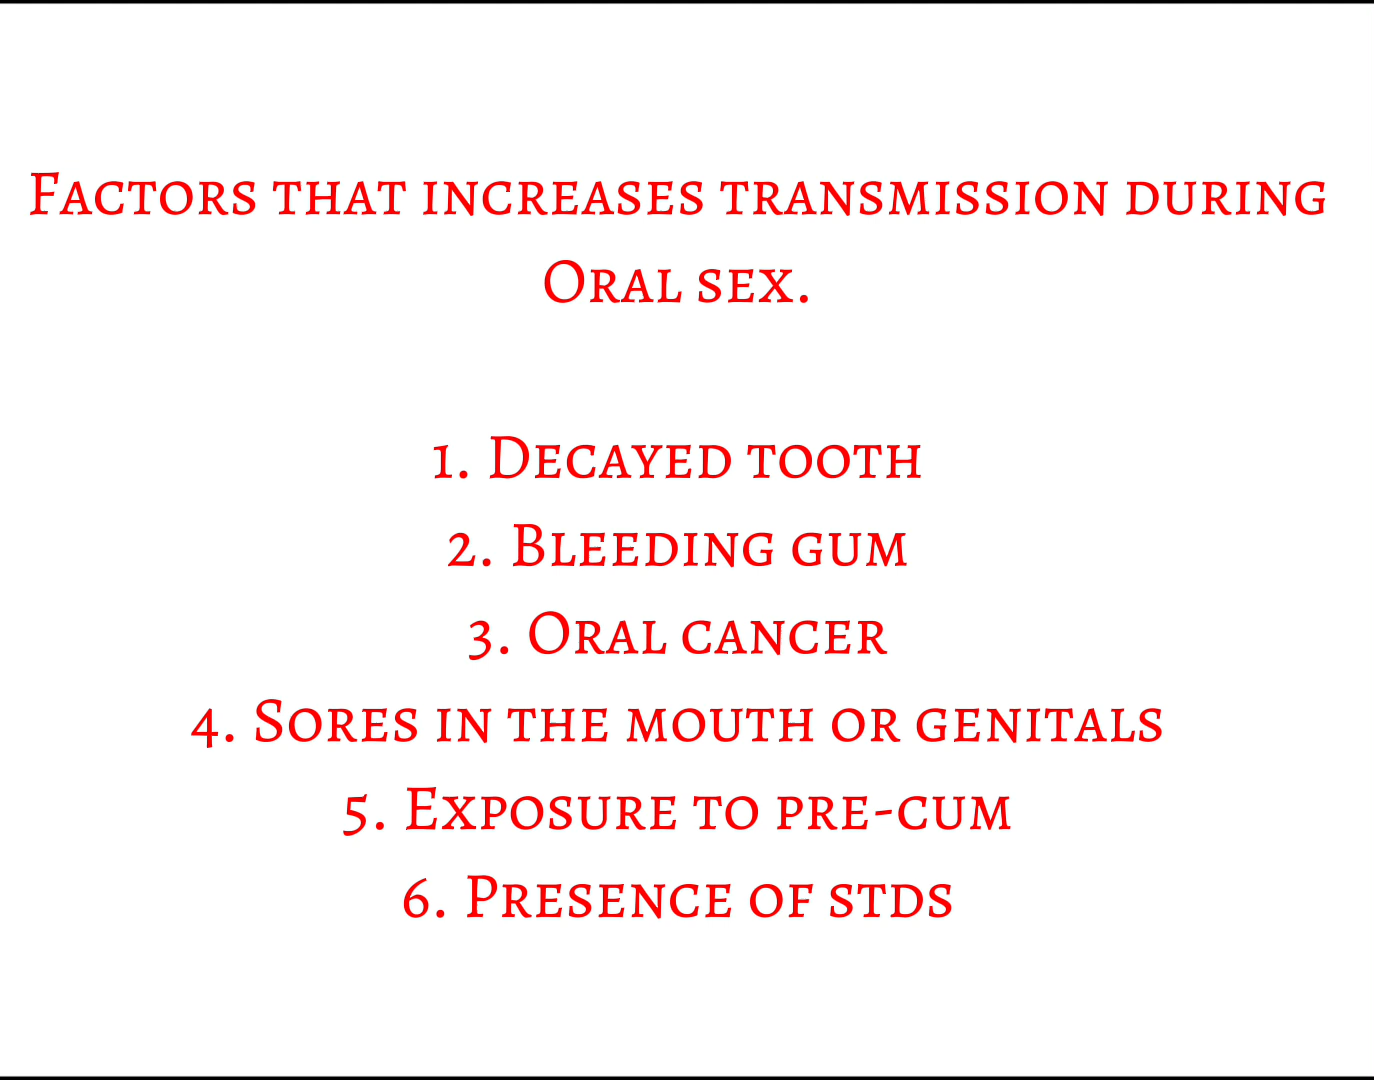 Factors that increases transmission during
Oral sex.
1. Decayed tooth
2. Bleeding gum
3. Oral cancer
4. Sores in the mouth or genitals
5. Exposure to pre-cum
6. Presence of stds